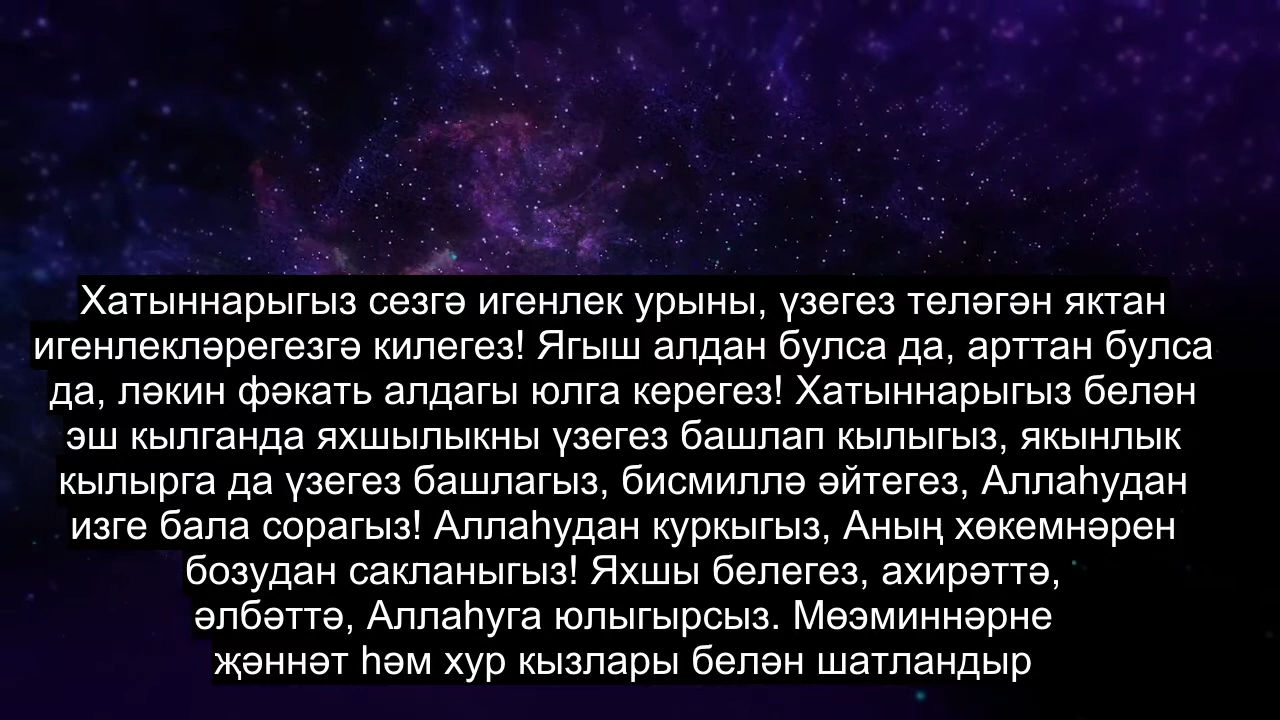 Хатыннарыгыз сезгә игенлек урыны, үзегез теләгән яктан
игенлекләрегезгә килегез! Ягыш алдан булса да, арттан булса
да, ләкин фәкать алдагы юлга керегез! Хатыннарыгыз белән
эш кылганда яхшылыкны үзегез башлап кылыгыз, якынлык
кылырга да үзегез башлагыз, бисмиллә әйтегез, Аллаһудан
изге бала сорагыз! Аллаһудан куркыгыз, Аның хөкемнәрен
бозудан сакланыгыз! Яхшы белегез, ахирәттә,
әлбәттә, Аллаһуга юлыгырсыз. Мөэминнәрне
җәннәт һәм хур кызлары белән шатландыр